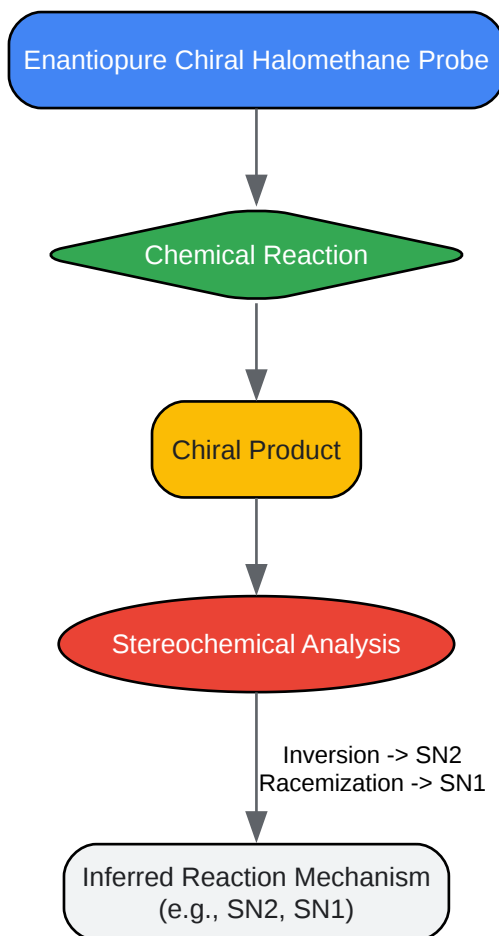 Enantiopure Chiral Halomethane Probe
Chemical Reaction
Chiral Product
Stereochemical Analysis
Inversion -> SN2
Racemization -> SN1
Inferred Reaction Mechanism
(e.g., SN2, SN1)